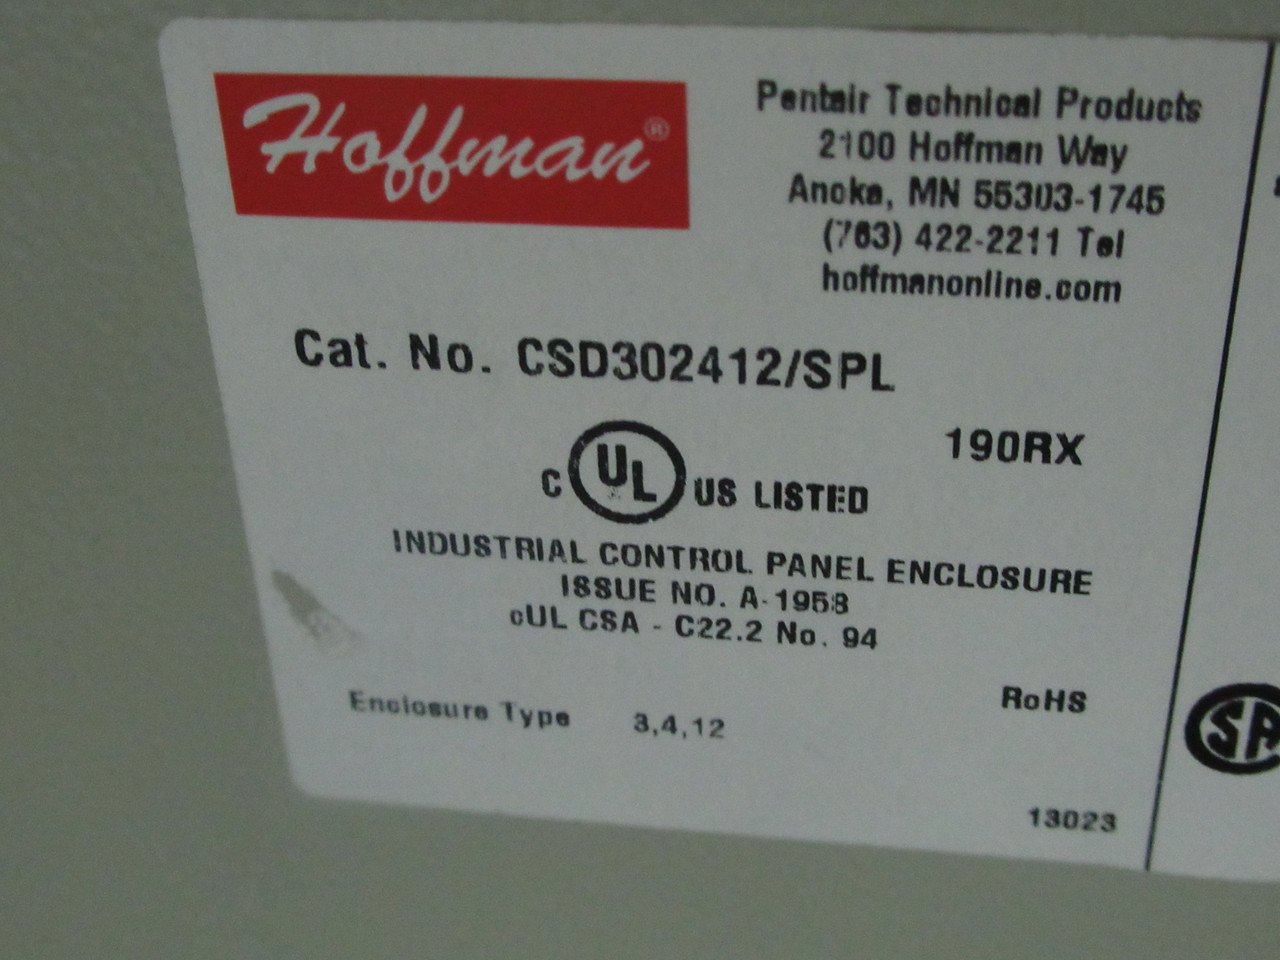 Hoffman®
Pentair Technical Products
2100 Hoffman Way
Anoka, MN 55303-1745
(763) 422-2211 Tel
hoffmanonline.com
Cat. No. CSD302412/SPL
190RX
C UL US LISTED
INDUSTRIAL CONTROL PANEL ENCLOSURE
ISSUE NO. A-1958
cUL CSA - C22.2 No. 94
Enclosure Type 3,4,12
RoHS
SA
13023